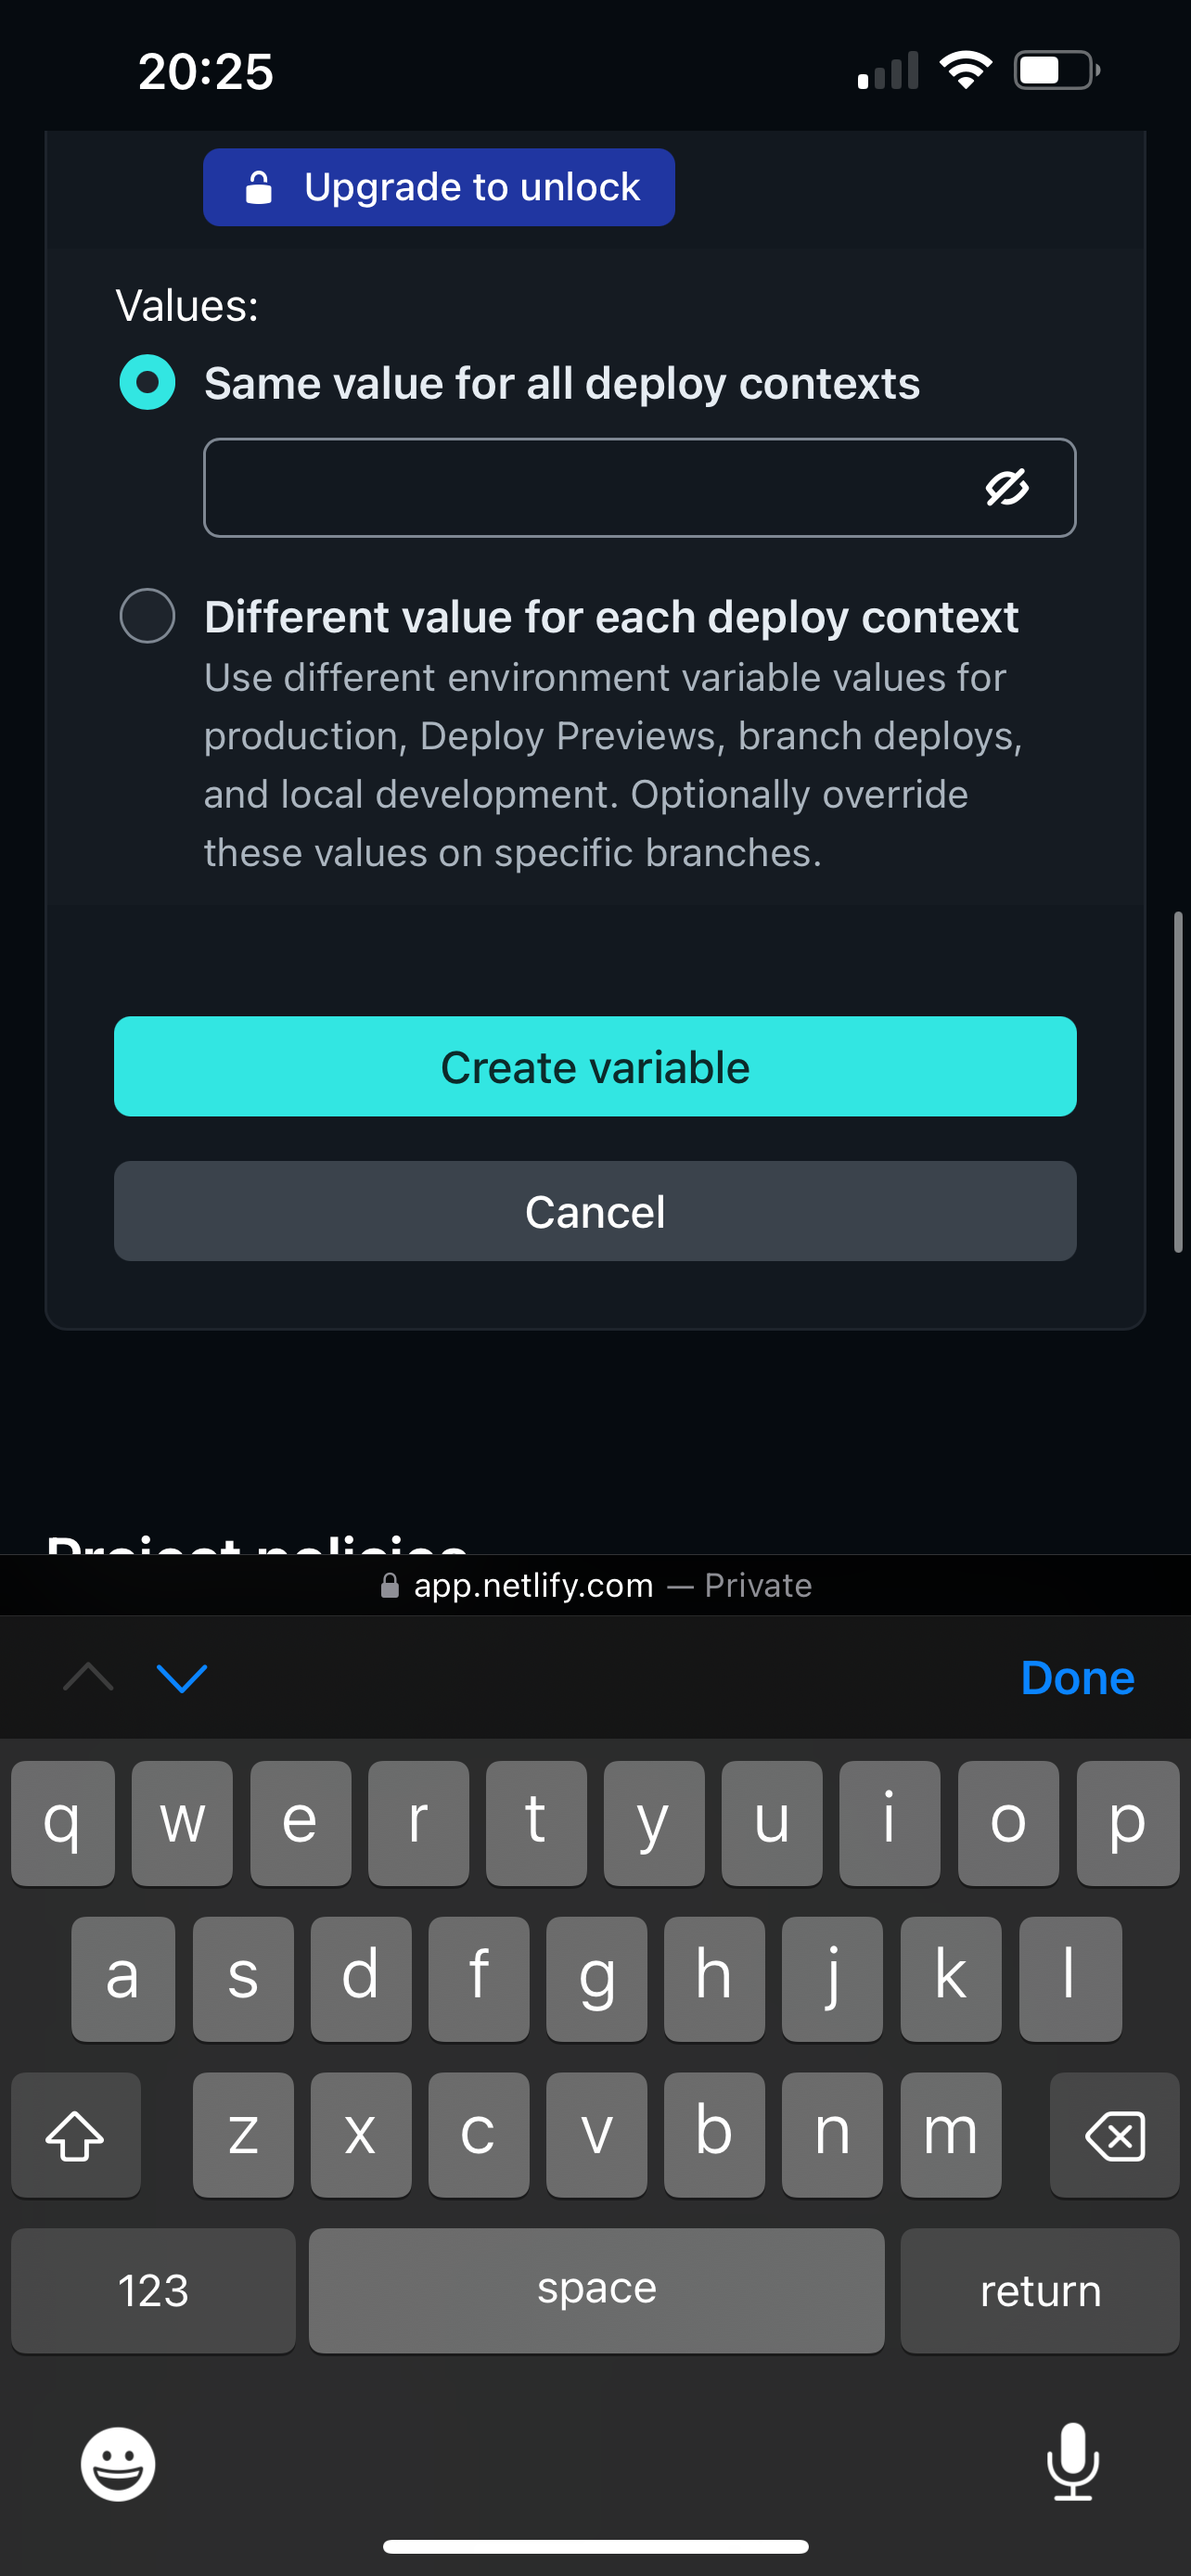 20:25
Upgrade to unlock
Values:
Same value for all deploy contexts
Different value for each deploy context
Use different environment variable values for
production, Deploy Previews, branch deploys,
and local development. Optionally override
these values on specific branches.
Create variable
Cancel
Project policies
app.netlify.com — Private
Done
q w e r t y u i o p
a s d f g h j k l
z x c v b n m
123 space return